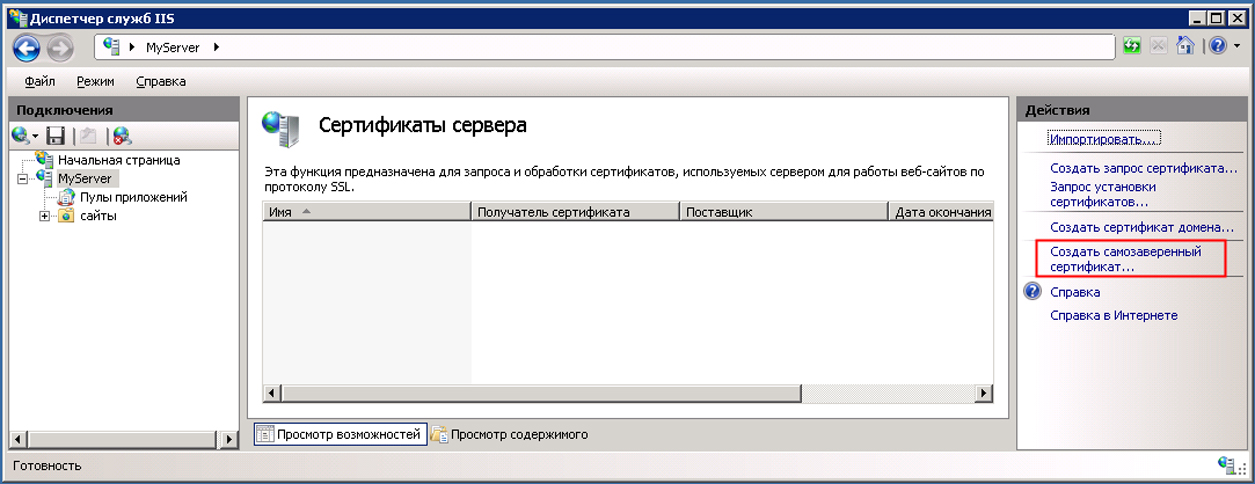 Диспетчер служб IIS
MyServer
Файл Режим Справка
Подключения
Начальная страница
MyServer
Пулы приложений
сайты
Сертификаты сервера
Эта функция предназначена для запроса и обработки сертификатов, используемых сервером для работы веб-сайтов по
протоколу SSL.
Имя Получатель сертификата Поставщик Дата окончания
Просмотр возможностей Просмотр содержимого
Действия
Импортировать...
Создать запрос сертификата...
Запрос установки
сертификатов...
Создать сертификат домена...
Создать самозаверенный
сертификат...
Справка
Справка в Интернете
Готовность